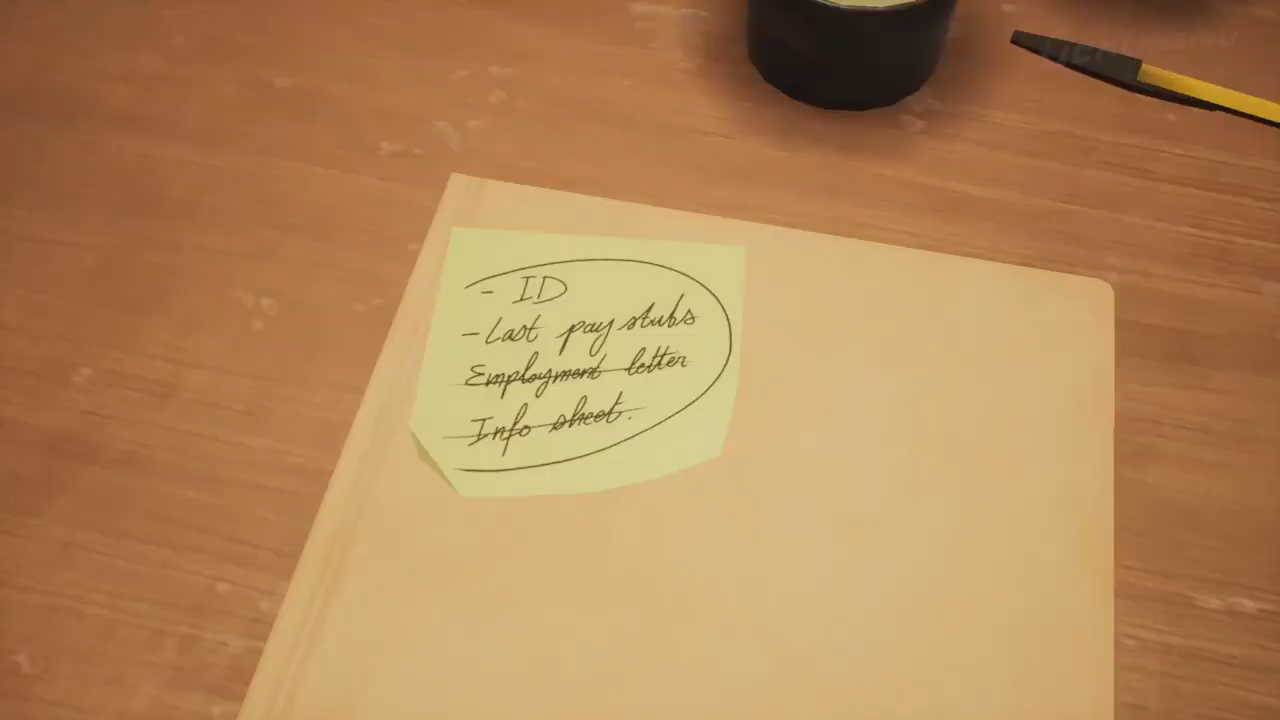 - ID
- Last pay stubs
Employment letter
Info sheet.